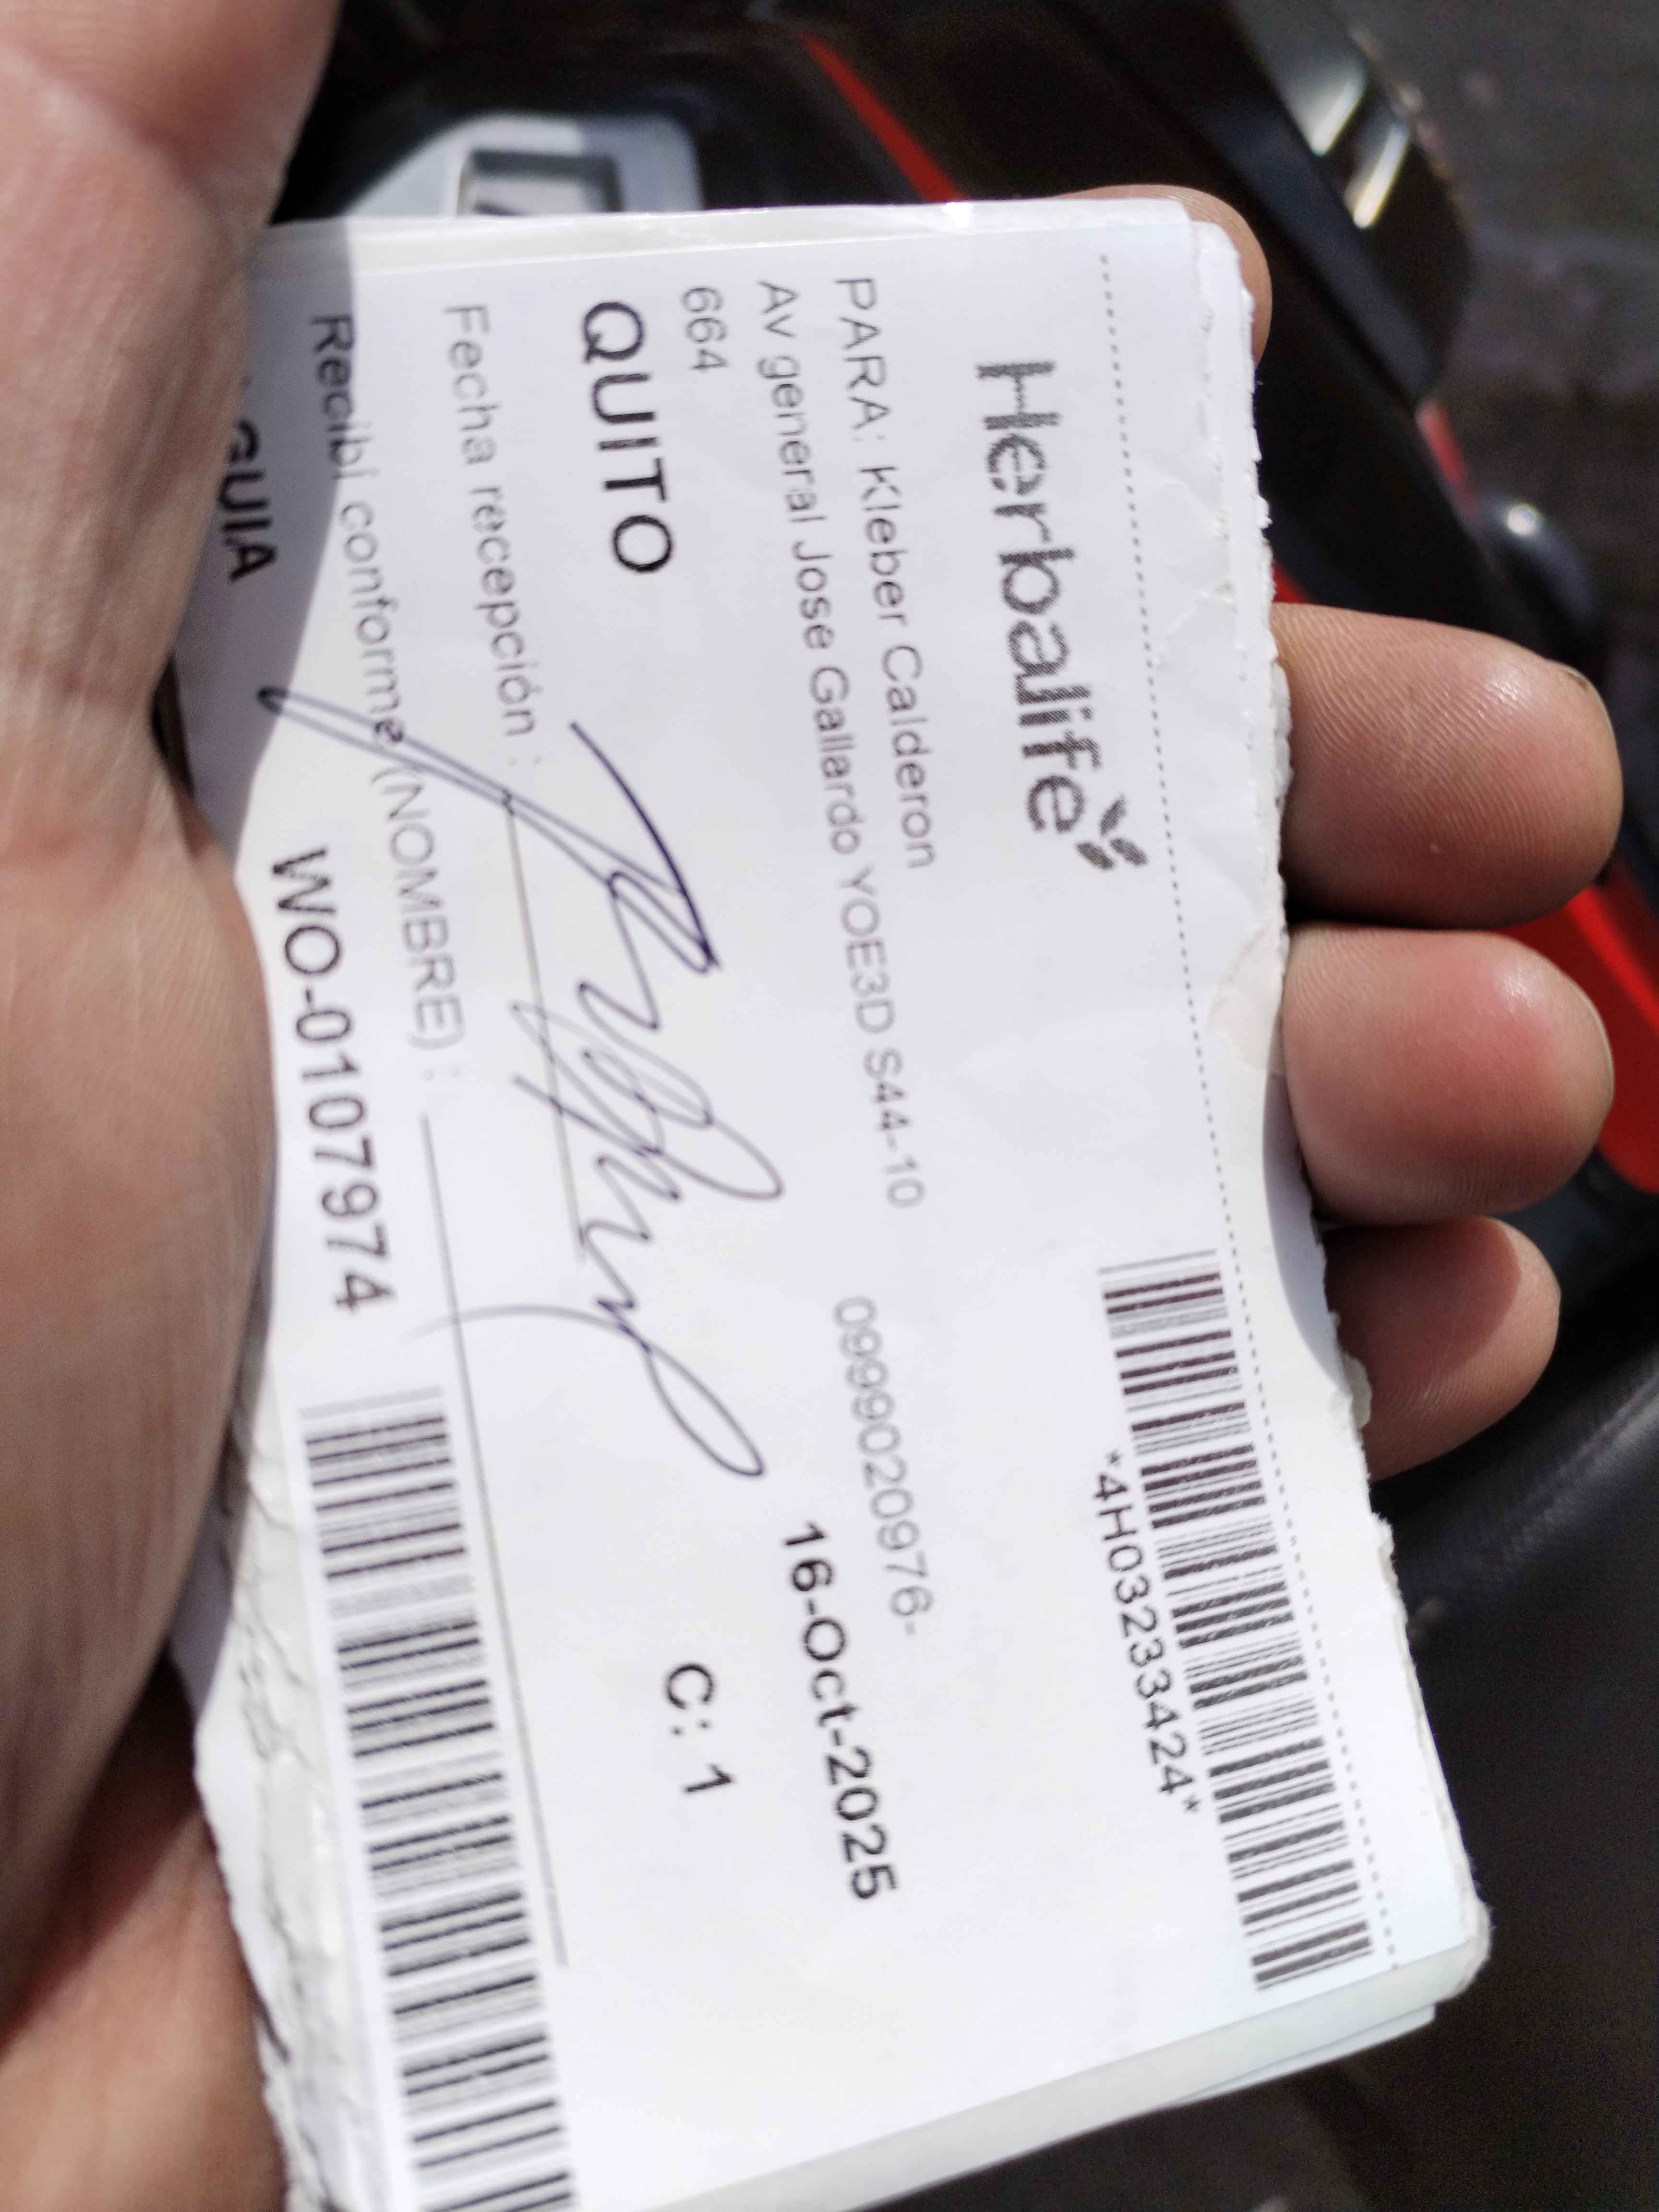 Herbalife
*4H03233424*
PARA: Kleber Calderon
0999020976-
Av general Jose Gallardo YOE3D S44-10
664
16-Oct-2025
QUITO
C: 1
Fecha recepción :
Recibí conforme (NOMBRE) :
GUIA
WO-0107974